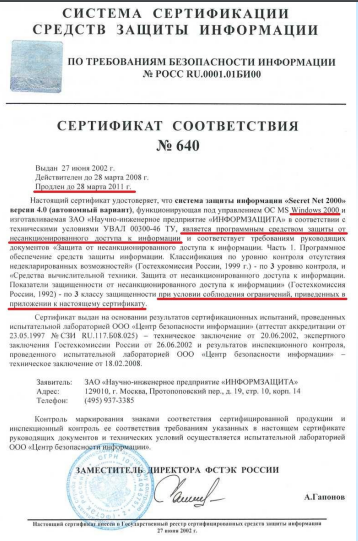 СИСТЕМА СЕРТИФИКАЦИИ
СРЕДСТВ ЗАЩИТЫ ИНФОРМАЦИИ
ПО ТРЕБОВАНИЯМ БЕЗОПАСНОСТИ ИНФОРМАЦИИ
№ РОСС RU.0001.01БИ00
СЕРТИФИКАТ СООТВЕТСТВИЯ
№ 640
Выдан 27 июня 2002 г.
Действителен до 28 марта 2008 г.
Продлен до 28 марта 2011 г.
Настоящий сертификат удостоверяет, что система защиты информации «Secret Net 2000»
версии 4.0 (автономный вариант), функционирующая под управлением ОС MS Windows 2000 и
изготавливаемая ЗАО «Научно-инженерное предприятие «ИНФОРМЗАЩИТА» в соответствии с
техническими условиями УВАЛ 00300-46 ТУ, является программным средством защиты от
несанкционированного доступа к информации и соответствует требованиям руководящих
документов «Защита от несанкционированного доступа к информации. Часть 1. Программное
обеспечение средств защиты информации. Классификация по уровню контроля отсутствия
недекларированных возможностей» (Гостехкомиссия России, 1999 г.) - по 3 уровню контроля, и
«Средства вычислительной техники. Защита от несанкционированного доступа к информации.
Показатели защищенности от несанкционированного доступа к информации» (Гостехкомиссия
России, 1992) - по 3 классу защищенности при условии соблюдения ограничений, приведенных в
приложении к настоящему сертификату.
Сертификат выдан на основании результатов сертификационных испытаний, проведенных
испытательной лабораторией ООО «Центр безопасности информации» (аттестат аккредитации от
23.05.1997 № СЗИ RU.117.Б08.025) – техническое заключение от 20.06.2002, экспертного
заключения Гостехкомиссии России от 26.06.2002 и результатов инспекционного контроля,
проведенного испытательной лабораторией ООО «Центр безопасности информации» –
техническое заключение от 18.02.2008.
Заявитель: ЗАО «Научно-инженерное предприятие «ИНФОРМЗАЩИТА»
Адрес: 129010, г. Москва, Протопоповский пер., д. 19, стр. 10, корп. 14
Телефон: (495) 937-3385
Контроль маркирования знаками соответствия сертифицированной продукции и
инспекционный контроль ее соответствия требованиям указанных в настоящем сертификате
руководящих документов и технических условий осуществляется испытательной лабораторией
ООО «Центр безопасности информации».
ЗАМЕСТИТЕЛЬ ДИРЕКТОРА ФСТЭК РОССИИ
А.Гапонов
Настоящий сертификат внесен в Государственный реестр сертифицированных средств защиты информации
27 июня 2002 г.